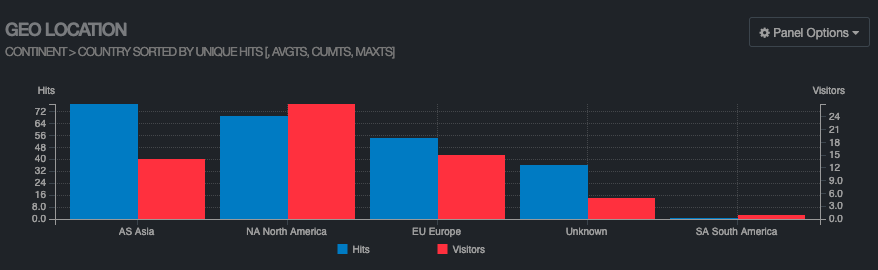 GEO LOCATION
CONTINENT > COUNTRY SORTED BY UNIQUE HITS [, AVGTS, CUMTS, MAXTS]
Panel Options
Hits
Visitors
72
64
56
48
40
32
24
16
8.0
0.0
24
21
18
15
12
9.0
6.0
3.0
0.0
AS Asia
NA North America
EU Europe
Unknown
SA South America
Hits
Visitors